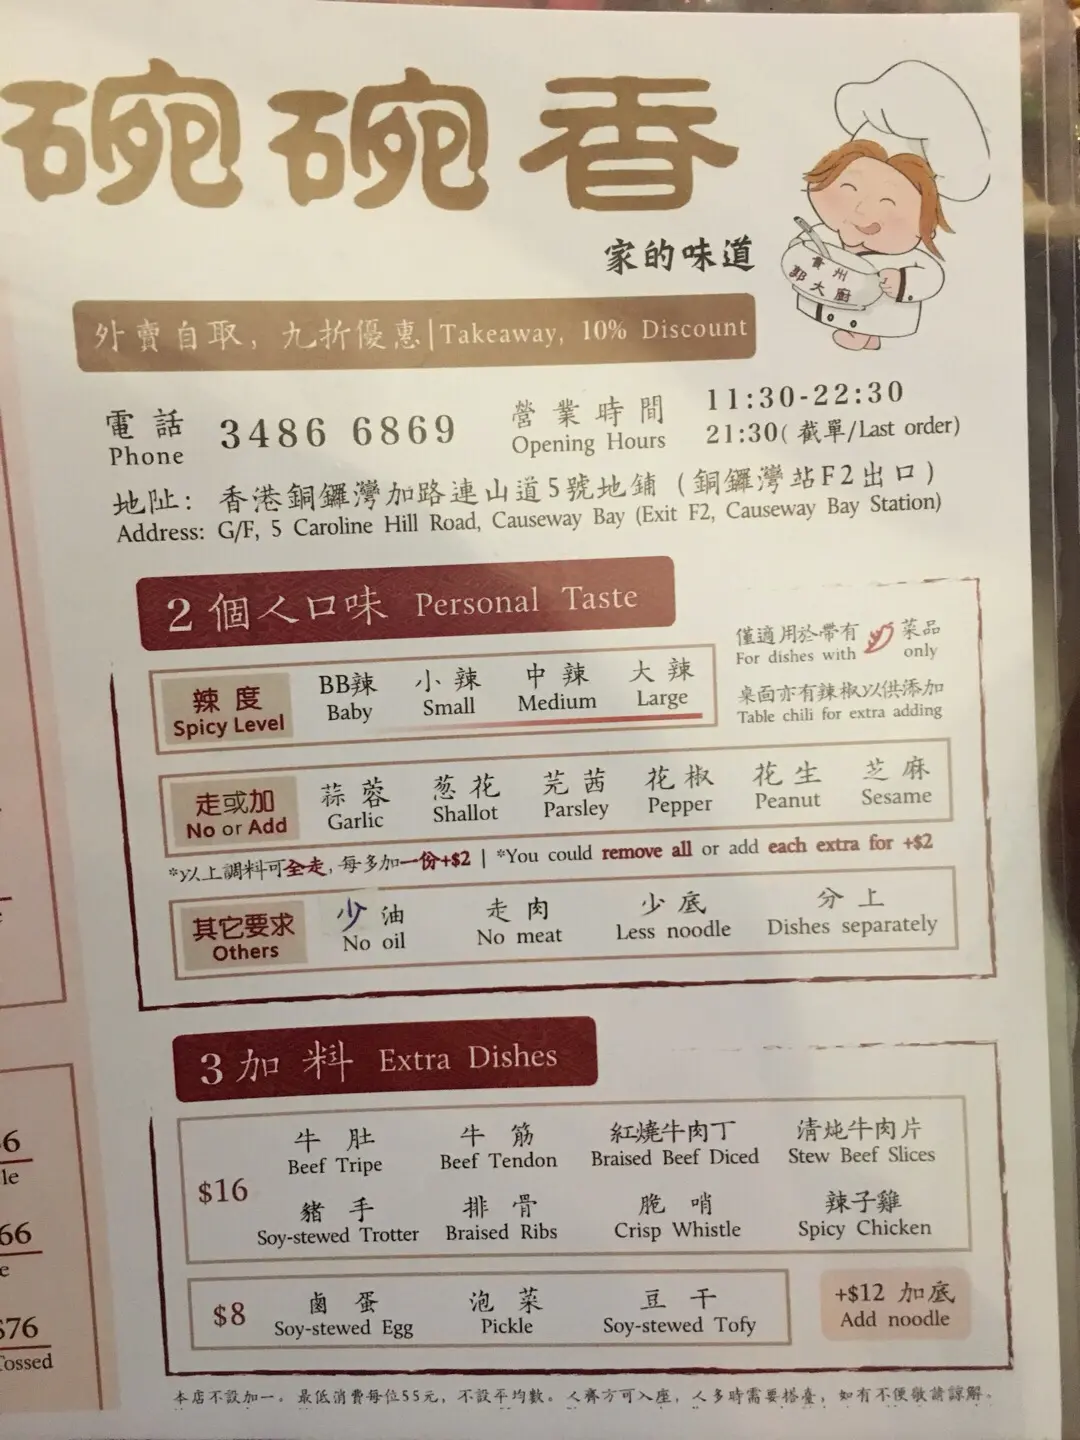 碗碗香
家的味道
貴州
郭大廚
外賣自取，九折優惠|Takeaway, 10% Discount
電話 3486 6869 營業時間 11:30-22:30
Phone Opening Hours 21:30(截單/Last order)
地址：香港銅鑼灣加路連山道5號地鋪（銅鑼灣站F2出口）
Address: G/F, 5 Caroline Hill Road, Causeway Bay (Exit F2, Causeway Bay Station)
2 個人口味 Personal Taste
僅適用於帶有 菜品
For dishes with only
桌面亦有辣椒以供添加
Table chili for extra adding
辣度 BB辣 小辣 中辣 大辣
Spicy Level Baby Small Medium Large
走或加 蒜蓉 葱花 芫茜 花椒 花生 芝麻
No or Add Garlic Shallot Parsley Pepper Peanut Sesame
*以上調料可全走，每多加一份+$2 | *You could remove all or add each extra for +$2
其它要求 少油 走肉 少底 分上
Others No oil No meat Less noodle Dishes separately
3 加料 Extra Dishes
$16
牛肚 牛筋 紅燒牛肉丁 清炖牛肉片
Beef Tripe Beef Tendon Braised Beef Diced Stew Beef Slices
豬手 排骨 脆哨 辣子雞
Soy-stewed Trotter Braised Ribs Crisp Whistle Spicy Chicken
$8
鹵蛋 泡菜 豆干
Soy-stewed Egg Pickle Soy-stewed Tofy
+$12 加底
Add noodle
本店不設加一。最低消費每位55元，不設平均數。人齊方可入座，人多時需要搭臺，如有不便敬請諒解。
66
$76
Tossed